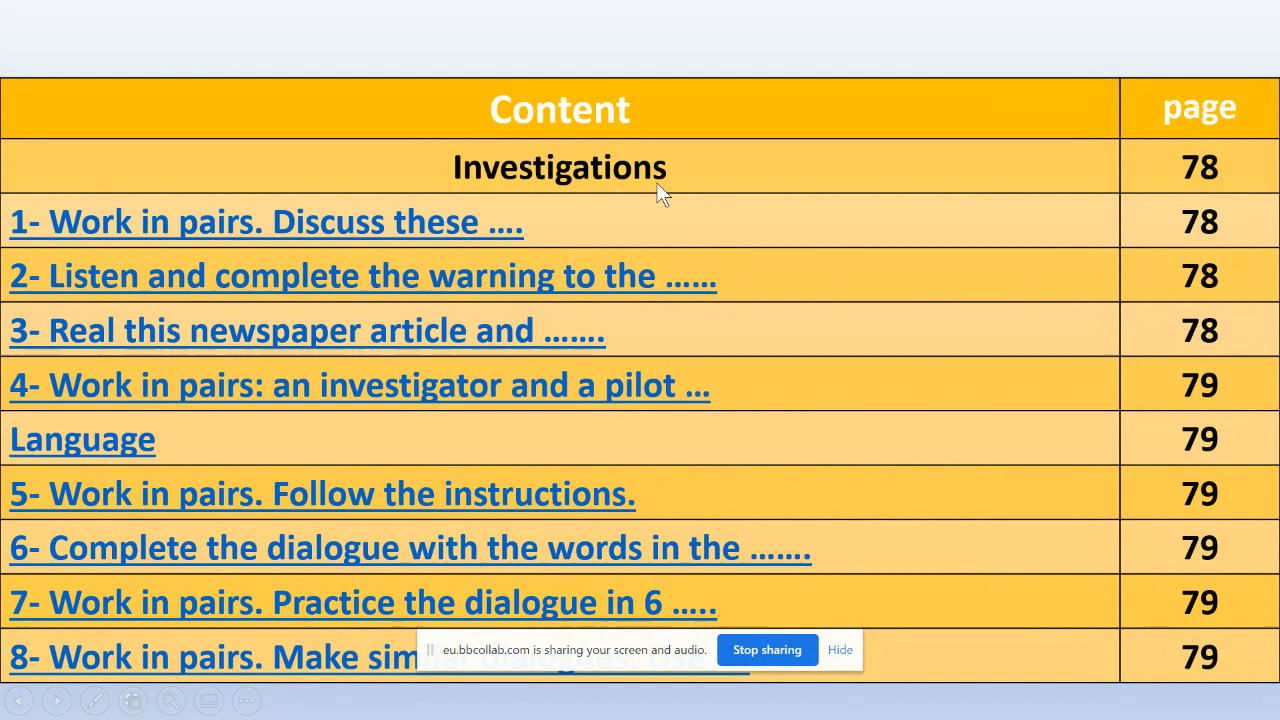 Content page
Investigations 78
1- Work in pairs. Discuss these .... 78
2- Listen and complete the warning to the ...... 78
3- Real this newspaper article and ....... 78
4- Work in pairs: an investigator and a pilot ... 79
Language 79
5- Work in pairs. Follow the instructions. 79
6- Complete the dialogue with the words in the ....... 79
7- Work in pairs. Practice the dialogue in 6 ..... 79
eu.bbcollab.com is sharing your screen and audio. Stop sharing Hide
8- Work in pairs. Make 79